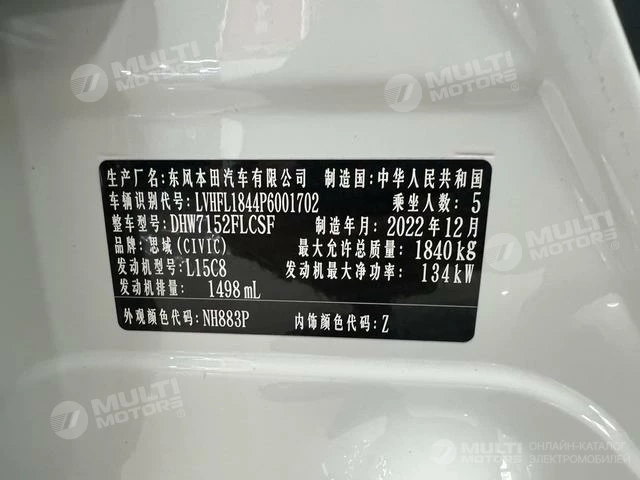 MULTI MOTORS
MULTI MOTORS
生产厂名:东风本田汽车有限公司 制造国:中华人民共和国
车辆识别代号:LVHFL1844P6001702 乘坐人数:5
整车型号:DHW7152FLCSF 制造年月:2022年12月
品牌:思域(CIVIC) 最大允许总质量:1840kg
发动机型号:L15C8 发动机最大净功率:134kW
发动机排量: 1498mL
外观颜色代码:NH883P 内饰颜色代码:Z
MULTI MOTORS
MULTI MOTORS ОНЛАЙН-КАТАЛОГ ЭЛЕКТРОМОБИЛЕЙ